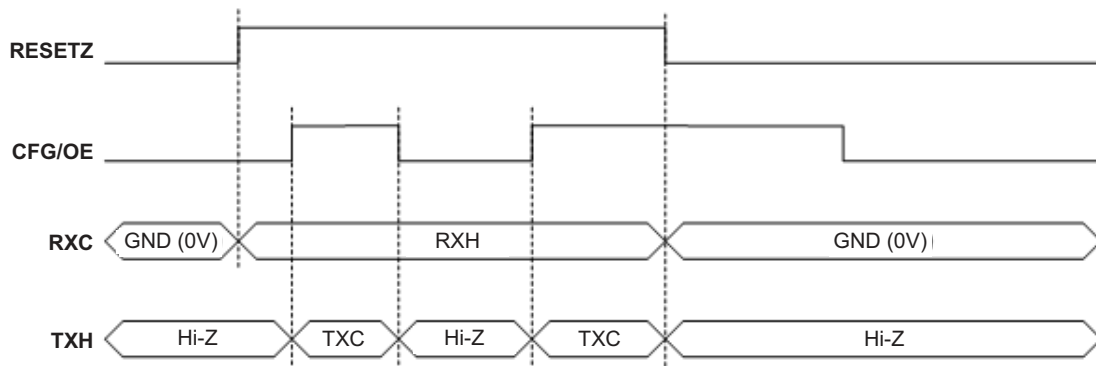 RESETZ
CFG/OE
RXC GND (0V) RXH GND (0V)
TXH Hi-Z TXC Hi-Z TXC Hi-Z